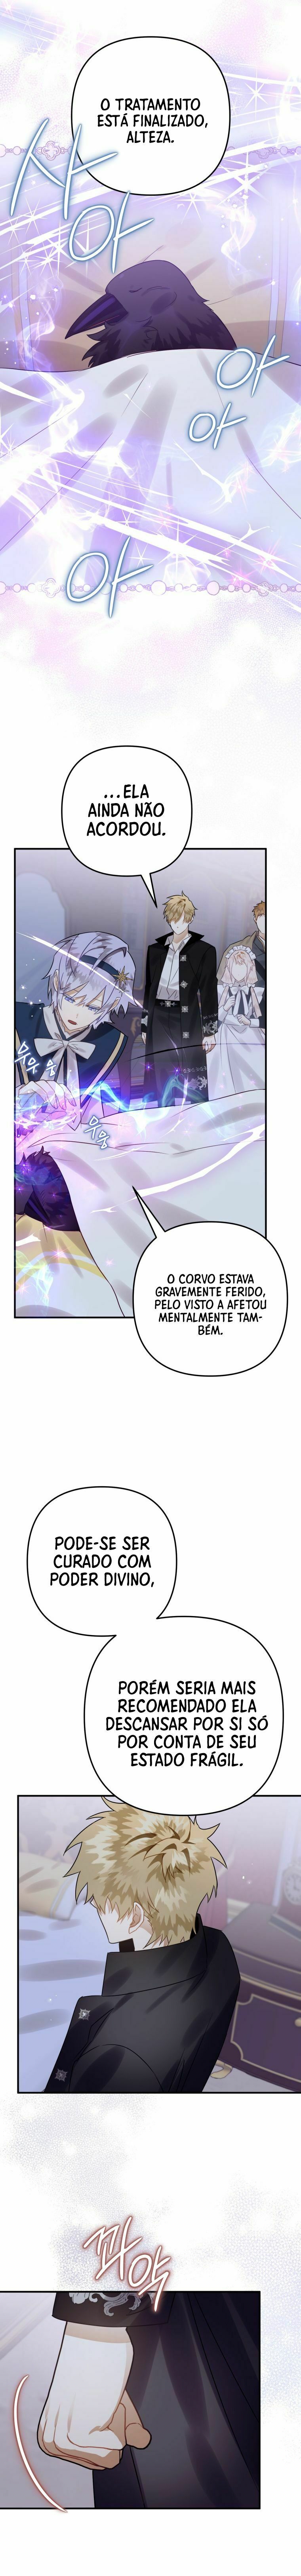 O TRATAMENTO
ESTÁ FINALIZADO,
ALTEZA.
사
아
아
아
아
...ELA
AINDA NÃO
ACORDOU.
O CORVO ESTAVA
GRAVEMENTE FERIDO,
PELO VISTO A AFETOU
MENTALMENTE TAM-
BÉM.
PODE-SE SER
CURADO COM
PODER DIVINO,
PORÉM SERIA MAIS
RECOMENDADO ELA
DESCANSAR POR SI SÓ
POR CONTA DE SEU
ESTADO FRÁGIL.
꽈악